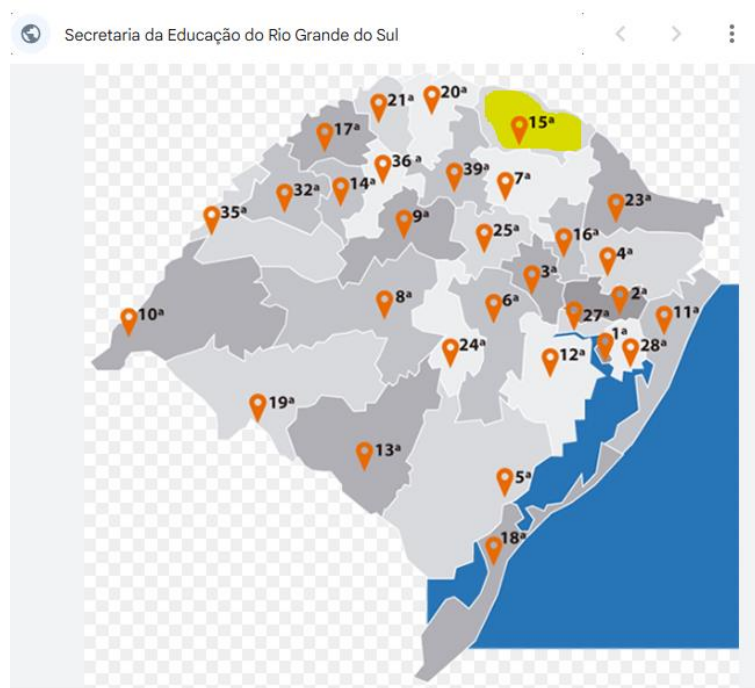 Secretaria da Educação do Rio Grande do Sul
20ª
21ª
15ª
17ª
36 ª
39ª
7ª
14ª
32ª
23ª
35ª
9ª
25ª
16ª
4ª
3ª
2ª
8ª
6ª
10ª
27ª
11ª
1ª
28ª
24ª
12ª
19ª
13ª
5ª
18ª